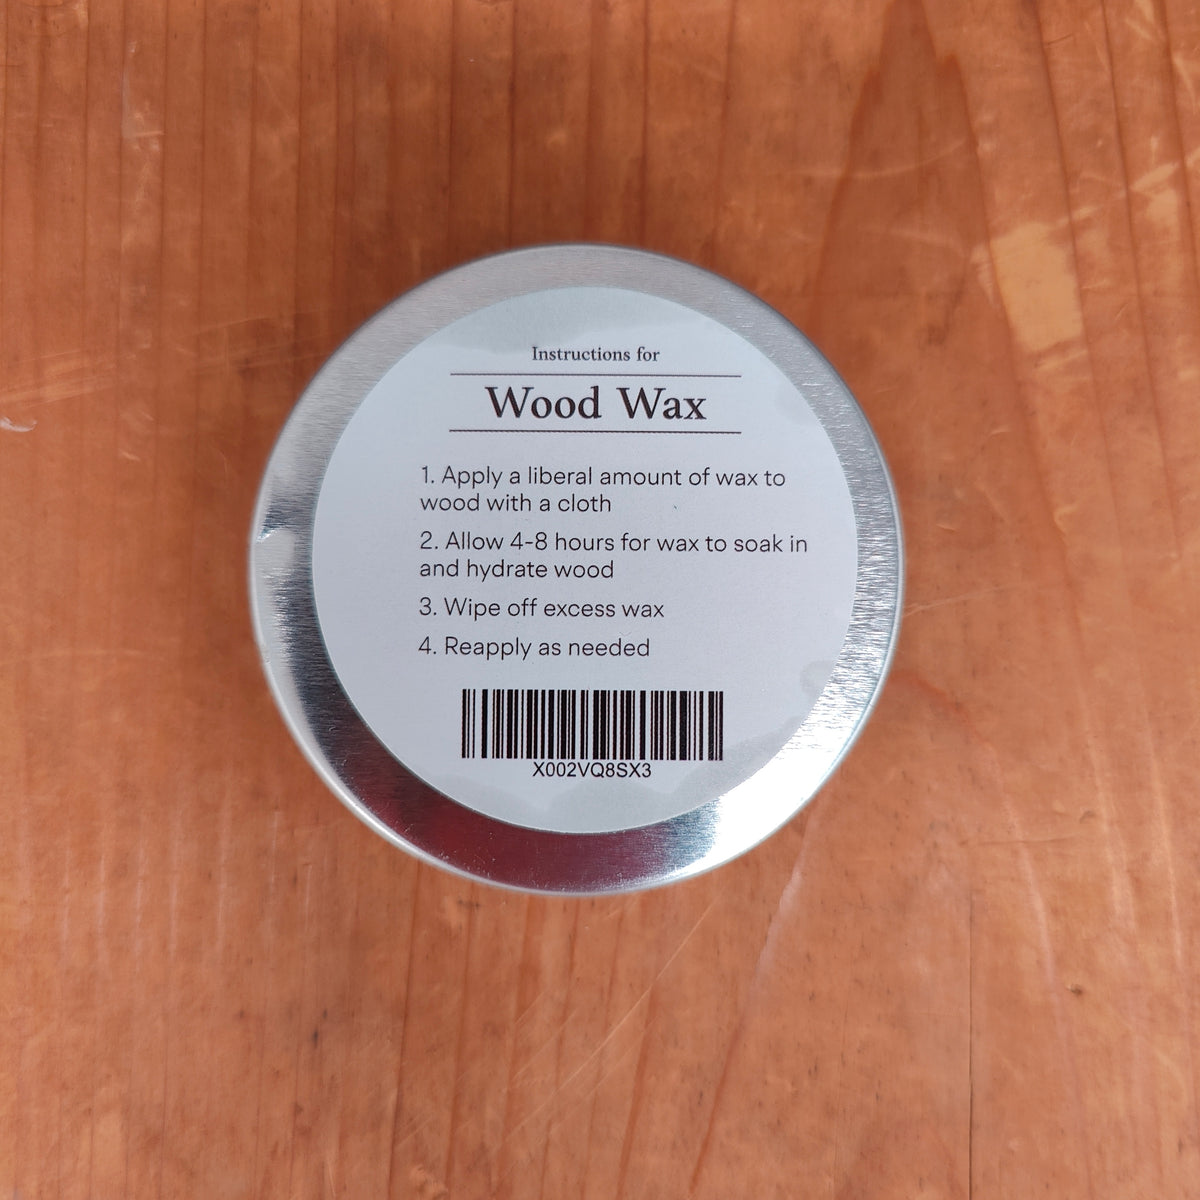 Instructions for
Wood Wax
1. Apply a liberal amount of wax to
wood with a cloth
2. Allow 4-8 hours for wax to soak in
and hydrate wood
3. Wipe off excess wax
4. Reapply as needed
X002VQ8SX3